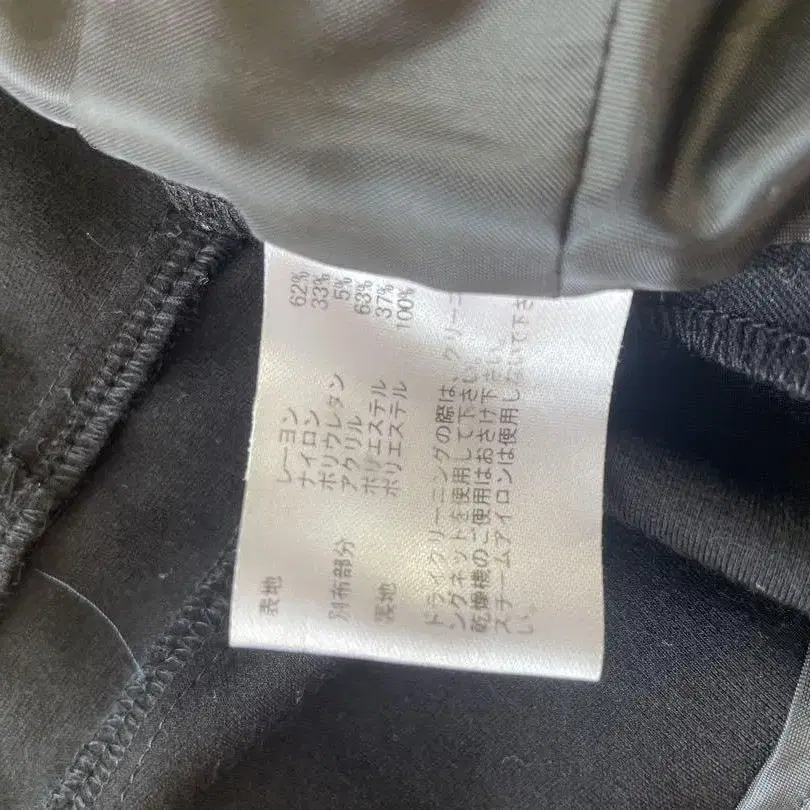 表地 レーヨン 62%
ナイロン 33%
ポリウレタン 5%
別布部分 アクリル 63%
ポリエステル 37%
裏地 ポリエステル 100%
ドライクリーニングの際は、クリーニ
ングネットを使用して下さい。
乾燥機のご使用はおさけ下さい。
スチームアイロンは使用しないで下さ
い。